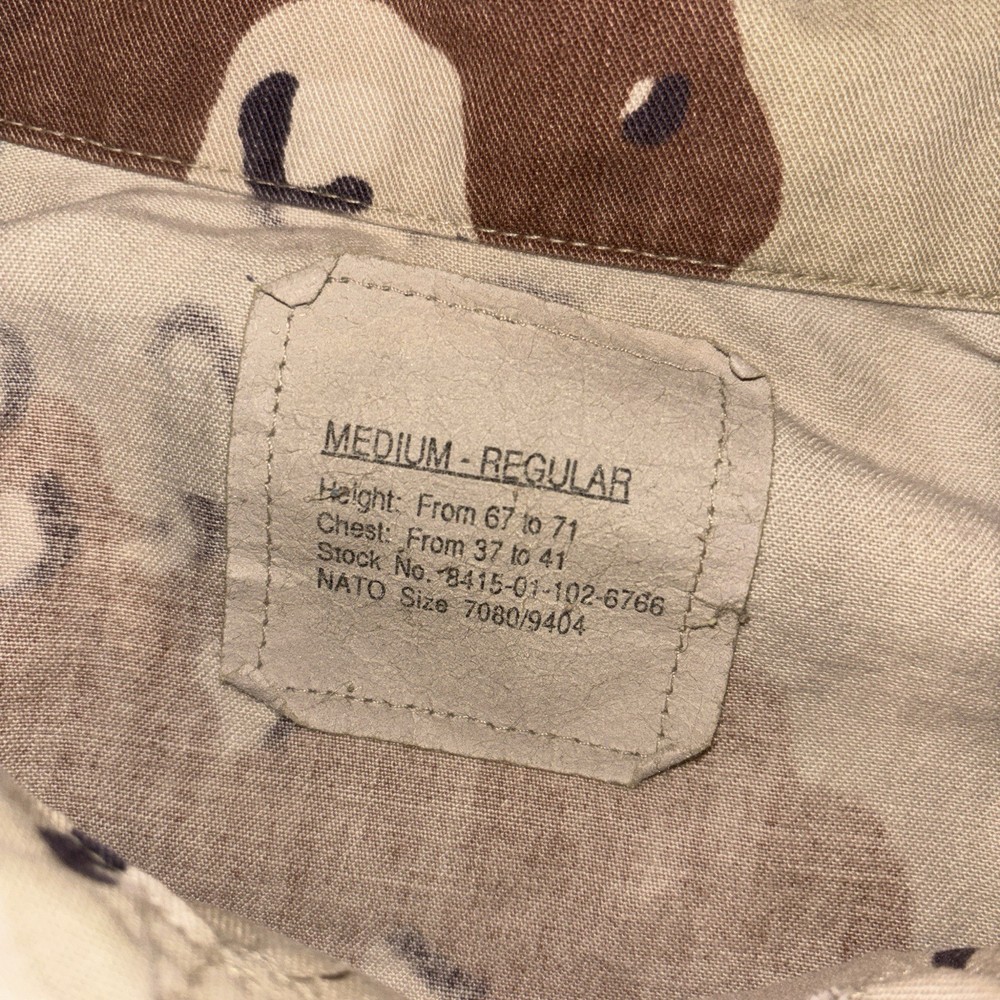 MEDIUM - REGULAR
Height: From 67 to 71
Chest: From 37 to 41
Stock No. 8415-01-102-6766
NATO Size 7080/9404